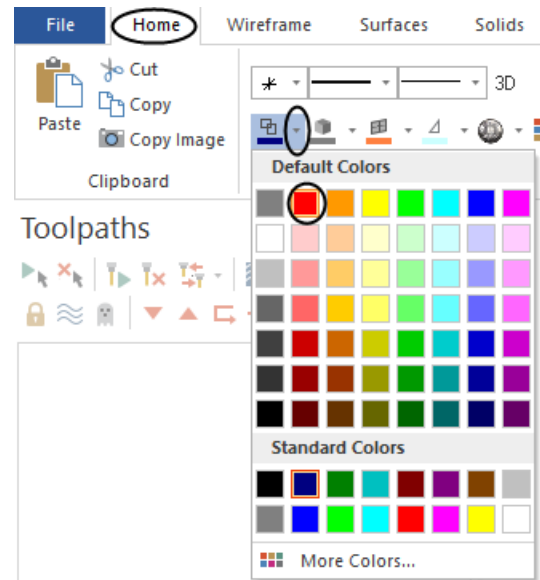 File Home Wireframe Surfaces Solids
Cut
Copy
Paste
Copy Image
3D
Clipboard
Default Colors
Toolpaths
Standard Colors
More Colors...